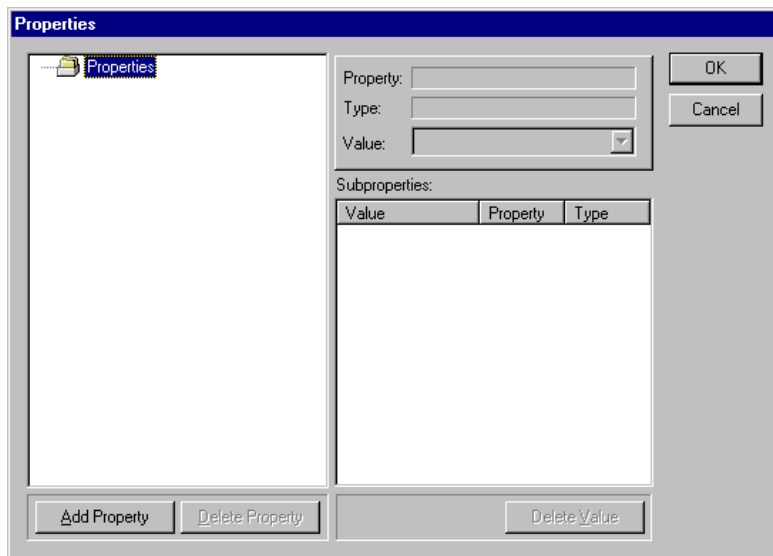 Properties
Properties
Property:
Type:
Value:
OK
Cancel
Subproperties:
Value Property Type
Add Property Delete Property Delete Value